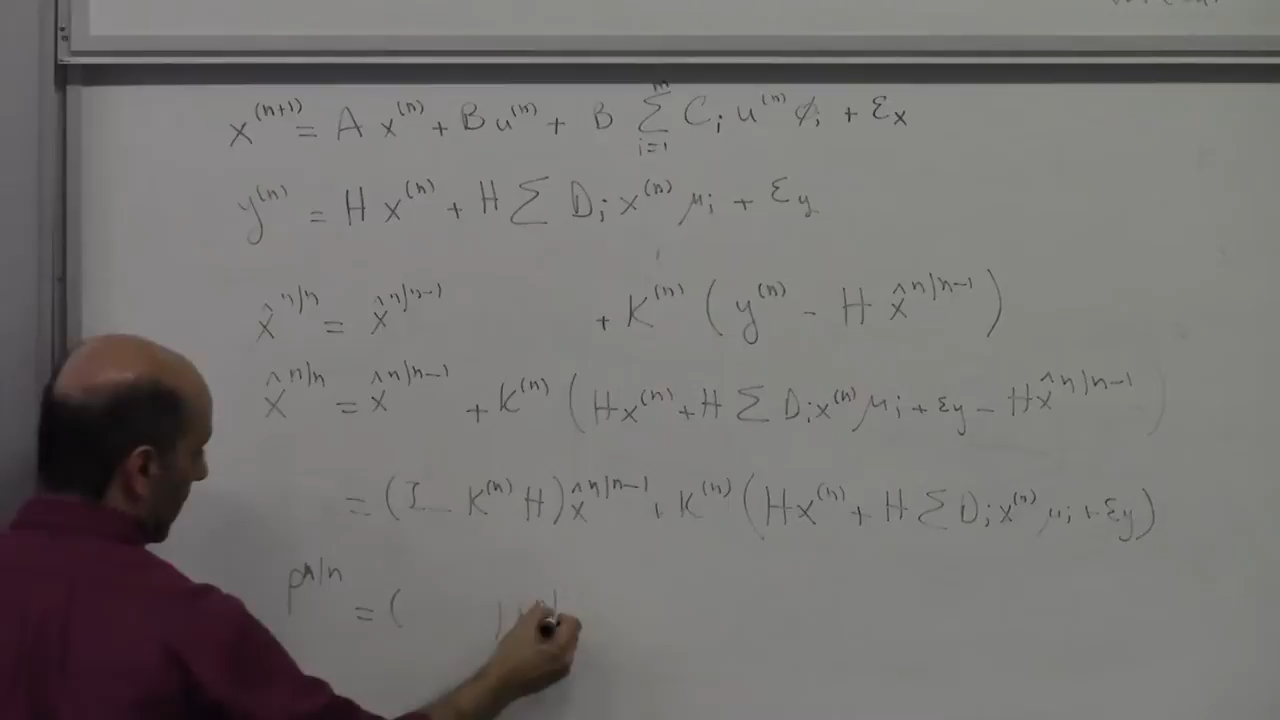 x^(n+1) = A x^(n) + B u^(n) + B ∑_{i=1}^{m} C_i u^(n) φ_i + ε_x
y^(n) = H x^(n) + H ∑ D_i x^(n) μ_i + ε_y
x̂^n|n = x̂^n|n-1 + K^(n) ( y^(n) - H x̂^n|n-1 )
x̂^n|n = x̂^n|n-1 + K^(n) ( H x^(n) + H ∑ D_i x^(n) μ_i + ε_y - H x̂^n|n-1 )
= ( I - K^(n) H ) x̂^n|n-1 + K^(n) ( H x^(n) + H ∑ D_i x^(n) μ_i + ε_y )
P^n|n = (